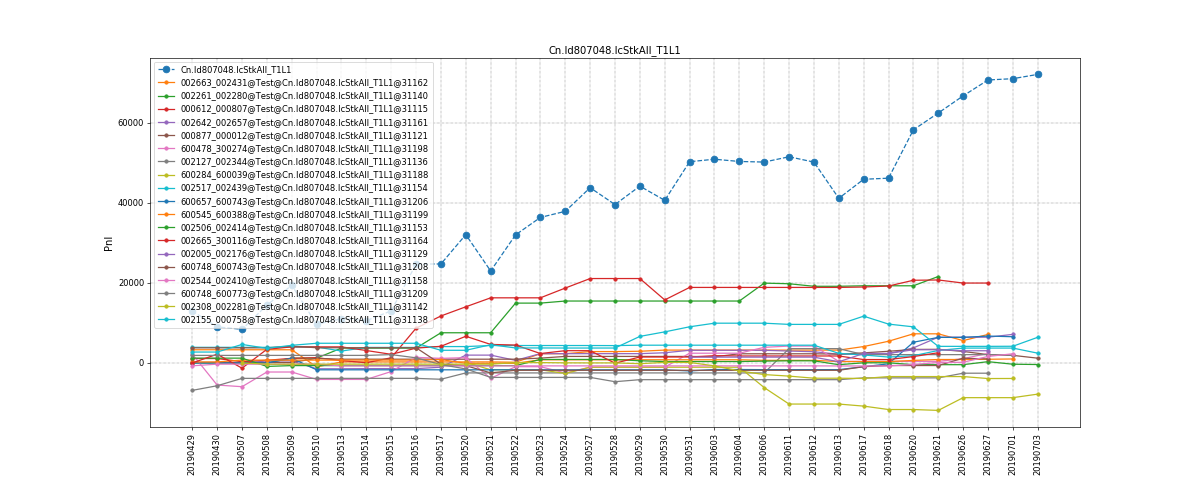 Cn.Id807048.IcStkAll_T1L1
Cn.Id807048.IcStkAll_T1L1
002663_002431@Test@Cn.Id807048.IcStkAll_T1L1@31162
002261_002280@Test@Cn.Id807048.IcStkAll_T1L1@31140
000612_000807@Test@Cn.Id807048.IcStkAll_T1L1@31115
002642_002657@Test@Cn.Id807048.IcStkAll_T1L1@31161
000877_000012@Test@Cn.Id807048.IcStkAll_T1L1@31121
600478_300274@Test@Cn.Id807048.IcStkAll_T1L1@31198
002127_002344@Test@Cn.Id807048.IcStkAll_T1L1@31136
600284_600039@Test@Cn.Id807048.IcStkAll_T1L1@31188
002517_002439@Test@Cn.Id807048.IcStkAll_T1L1@31154
600657_600743@Test@Cn.Id807048.IcStkAll_T1L1@31206
600545_600388@Test@Cn.Id807048.IcStkAll_T1L1@31199
002506_002414@Test@Cn.Id807048.IcStkAll_T1L1@31153
002665_300116@Test@Cn.Id807048.IcStkAll_T1L1@31164
002005_002176@Test@Cn.Id807048.IcStkAll_T1L1@31129
600748_600743@Test@Cn.Id807048.IcStkAll_T1L1@31208
002544_002410@Test@Cn.Id807048.IcStkAll_T1L1@31158
600748_600773@Test@Cn.Id807048.IcStkAll_T1L1@31209
002308_002281@Test@Cn.Id807048.IcStkAll_T1L1@31142
002155_000758@Test@Cn.Id807048.IcStkAll_T1L1@31138
60000
40000
20000
0
Pnl
20190429
20190430
20190507
20190508
20190509
20190510
20190513
20190514
20190515
20190516
20190517
20190520
20190521
20190522
20190523
20190524
20190527
20190528
20190529
20190530
20190531
20190603
20190604
20190606
20190611
20190612
20190613
20190617
20190618
20190620
20190621
20190626
20190627
20190701
20190703